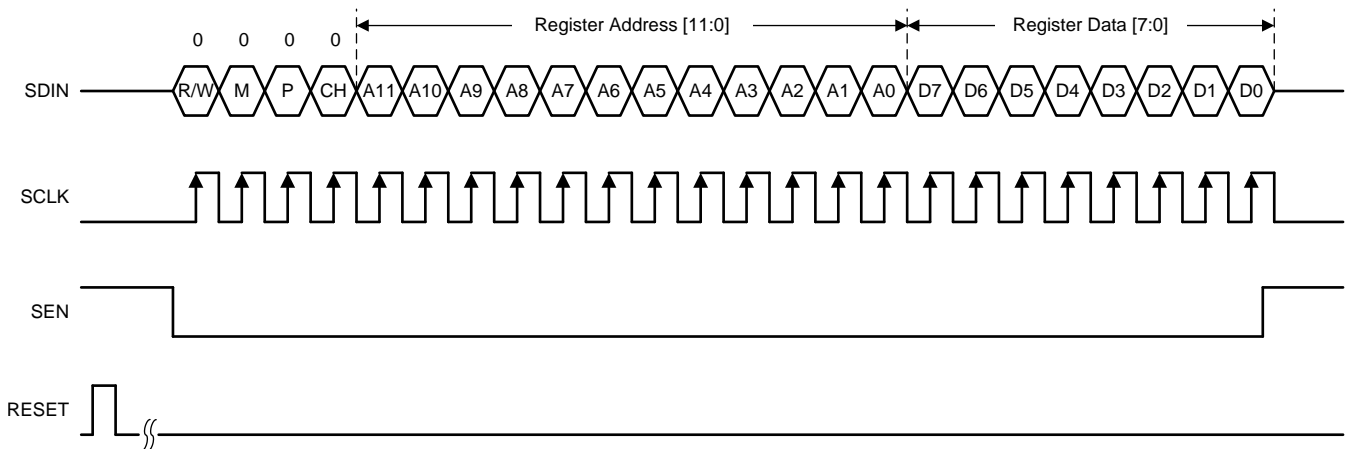 Register Address [11:0] Register Data [7:0]
0 0 0 0
SDIN R/W M P CH A11 A10 A9 A8 A7 A6 A5 A4 A3 A2 A1 A0 D7 D6 D5 D4 D3 D2 D1 D0
SCLK
SEN
RESET